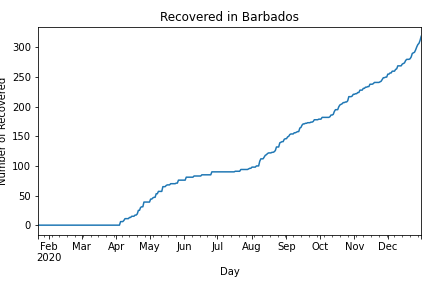 Recovered in Barbados
Number of Recovered
300
250
200
150
100
50
0
Feb Mar Apr May Jun Jul Aug Sep Oct Nov Dec
2020
Day